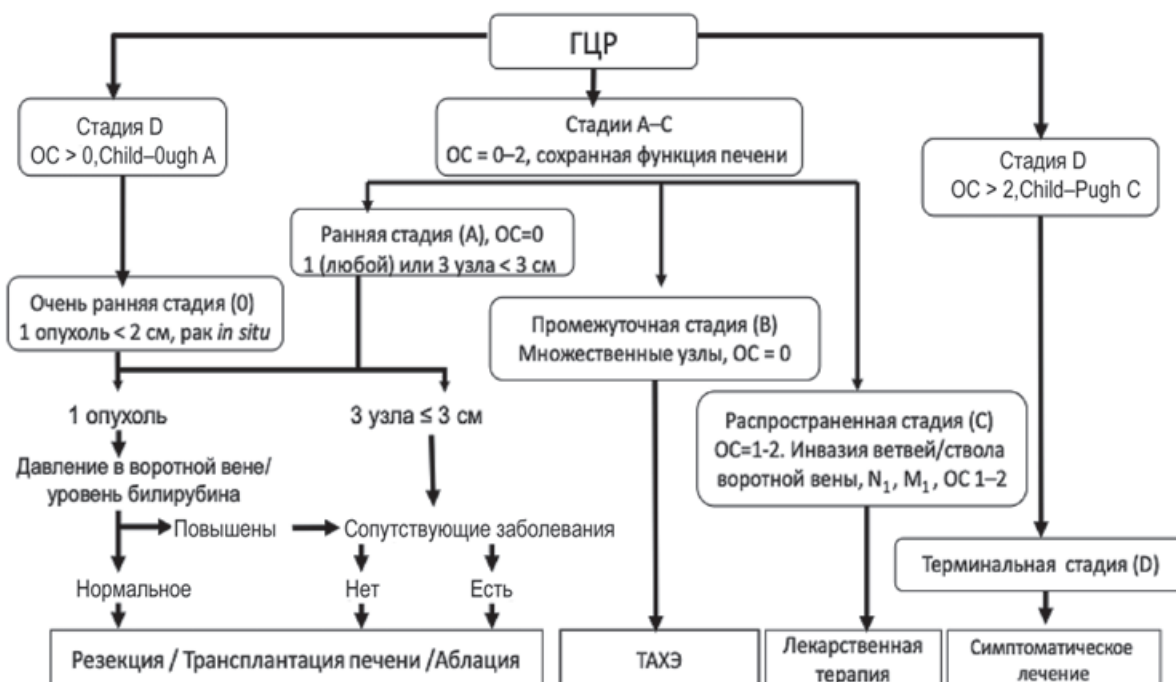 ГЦР
Стадия D
ОС > 0,Child–0ugh A
Стадии A–C
ОС = 0–2, сохранная функция печени
Стадия D
ОС > 2,Child–Pugh C
Ранняя стадия (A), ОС=0
1 (любой) или 3 узла < 3 см
Очень ранняя стадия (0)
1 опухоль < 2 см, рак in situ
Промежуточная стадия (B)
Множественные узлы, ОС = 0
Распространенная стадия (C)
ОС=1-2. Инвазия ветвей/ствола
воротной вены, N₁, M₁, ОС 1–2
1 опухоль
3 узла ≤ 3 см
Давление в воротной вене/
уровень билирубина
Повышены
Сопутствующие заболевания
Терминальная стадия (D)
Нормальное
Нет
Есть
Резекция / Трансплантация печени /Аблация
ТАХЭ
Лекарственная
терапия
Симптоматическое
лечение